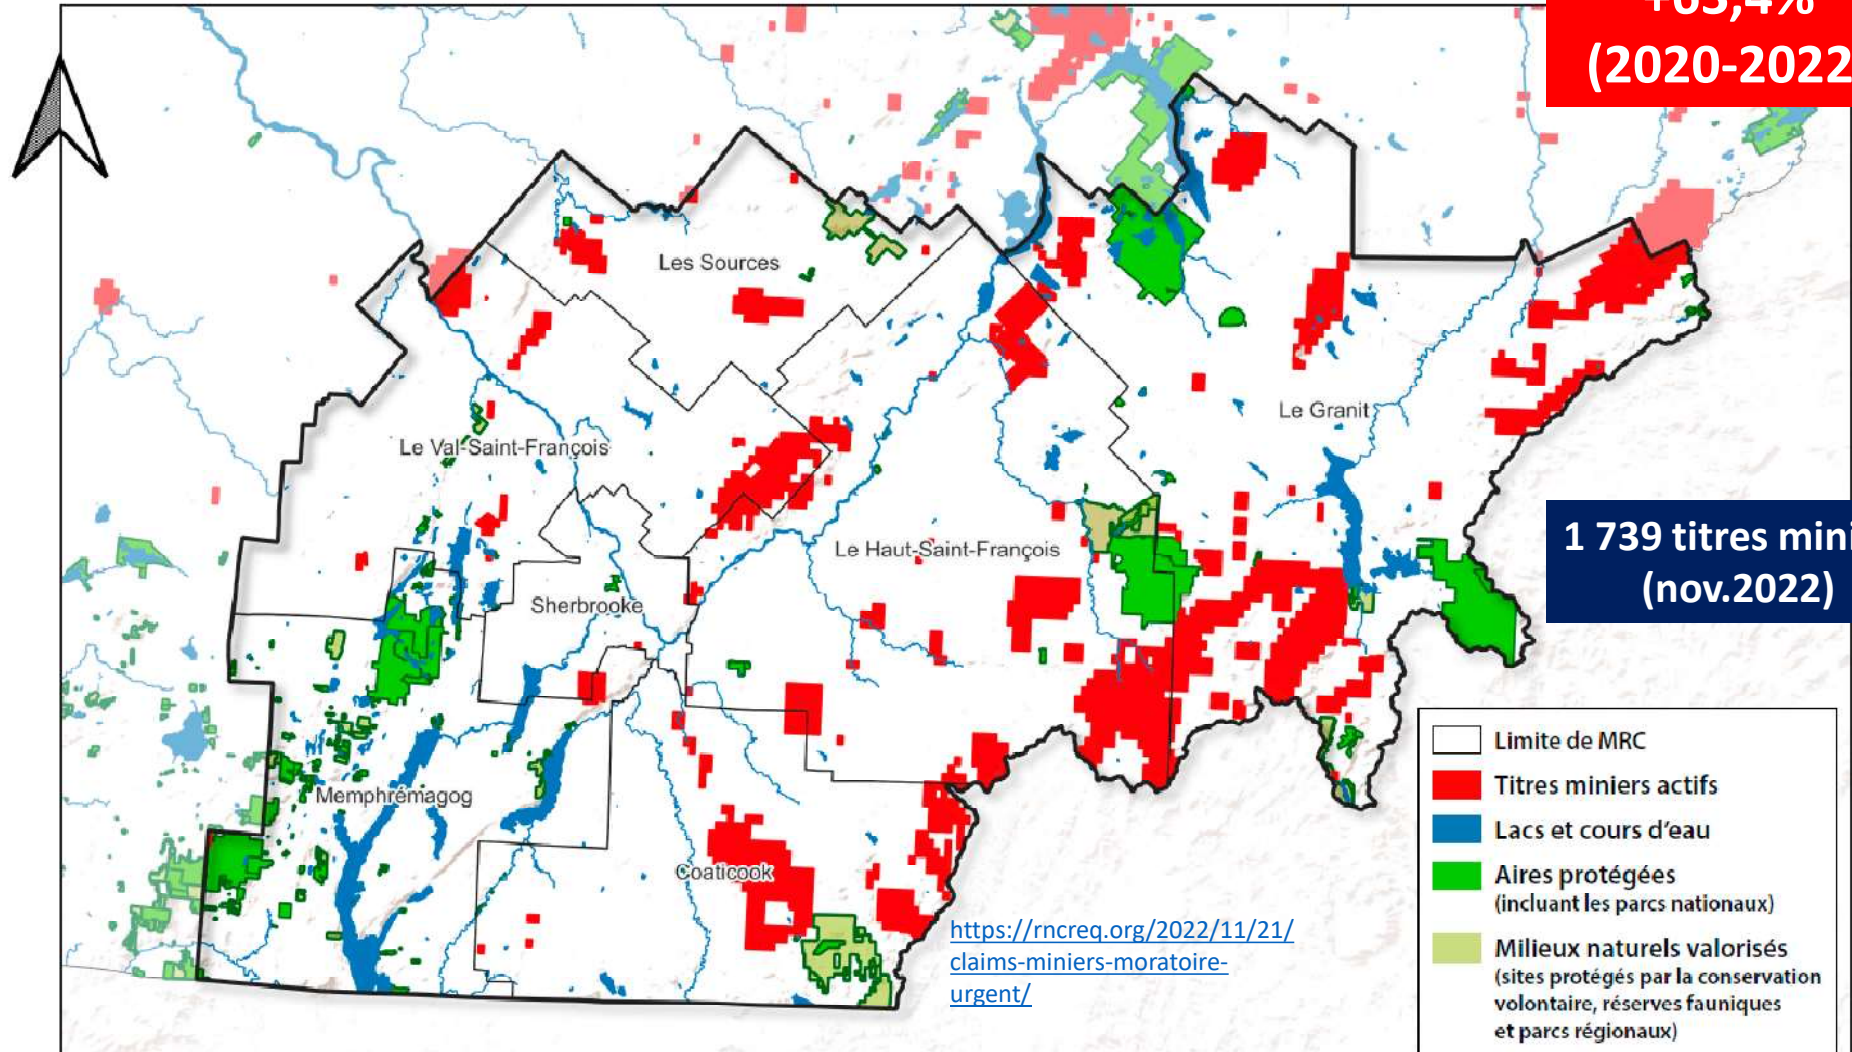 +63,4%
(2020-2022
Les Sources
Le Granit
Le Val-Saint-François
Le Haut-Saint-François
1 739 titres mini
(nov.2022)
Sherbrooke
Memphrémagog
Coaticook
https://rncreq.org/2022/11/21/
claims-miniers-moratoire-
urgent/
Limite de MRC
Titres miniers actifs
Lacs et cours d'eau
Aires protégées
(incluant les parcs nationaux)
Milieux naturels valorisés
(sites protégés par la conservation
volontaire, réserves fauniques
et parcs régionaux)